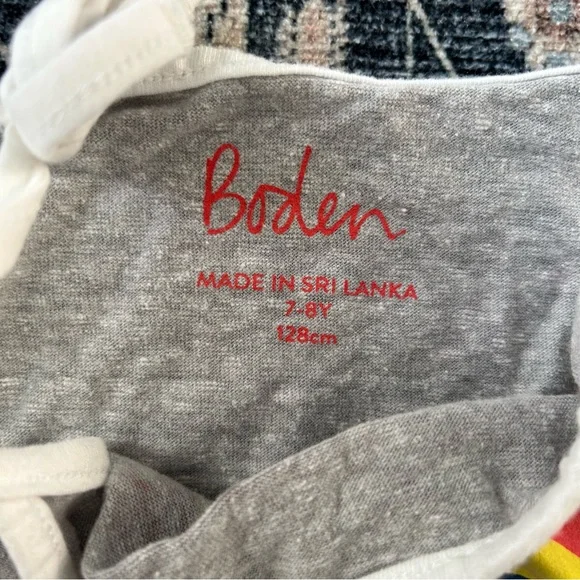 Boden
MADE IN SRI LANKA
7-8Y
128cm